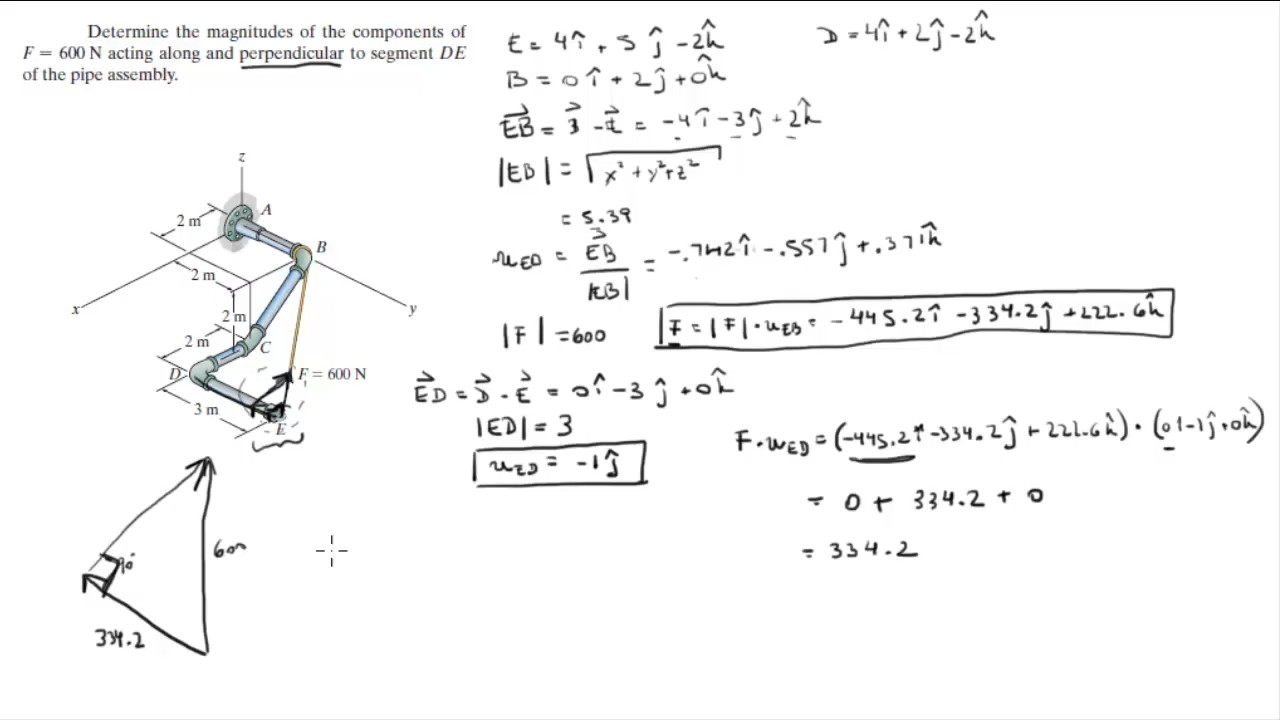 Determine the magnitudes of the components of
F = 600 N acting along and perpendicular to segment DE
of the pipe assembly.
E = 4î + 5ĵ - 2k̂
D = 4î + 2ĵ - 2k̂
B = 0î + 2ĵ + 0k̂
EB = B - E = -4î - 3ĵ + 2k̂
|EB| = √x² + y² + z²
= 5.39
u_ED = EB / |EB| = -.742î - .557ĵ + .371k̂
|F| = 600
F = |F| · u_EB = -445.2î - 334.2ĵ + 222.6k̂
ED = D - E = 0î - 3ĵ + 0k̂
|ED| = 3
u_ED = -1ĵ
F · u_ED = (-445.2î - 334.2ĵ + 222.6k̂) · (0î - 1ĵ + 0k̂)
= 0 + 334.2 + 0
= 334.2
z
A
2 m
B
2 m
x
y
2 m
2 m
C
D
F = 600 N
3 m
E
600
90°
334.2